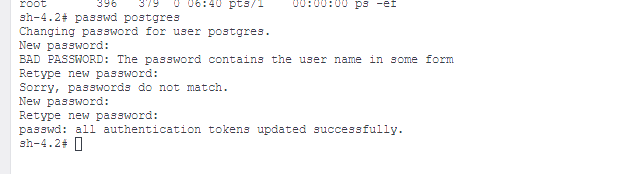 root 396 379 0 06:40 pts/1 00:00:00 ps -ef
sh-4.2# passwd postgres
Changing password for user postgres.
New password:
BAD PASSWORD: The password contains the user name in some form
Retype new password:
Sorry, passwords do not match.
New password:
Retype new password:
passwd: all authentication tokens updated successfully.
sh-4.2#